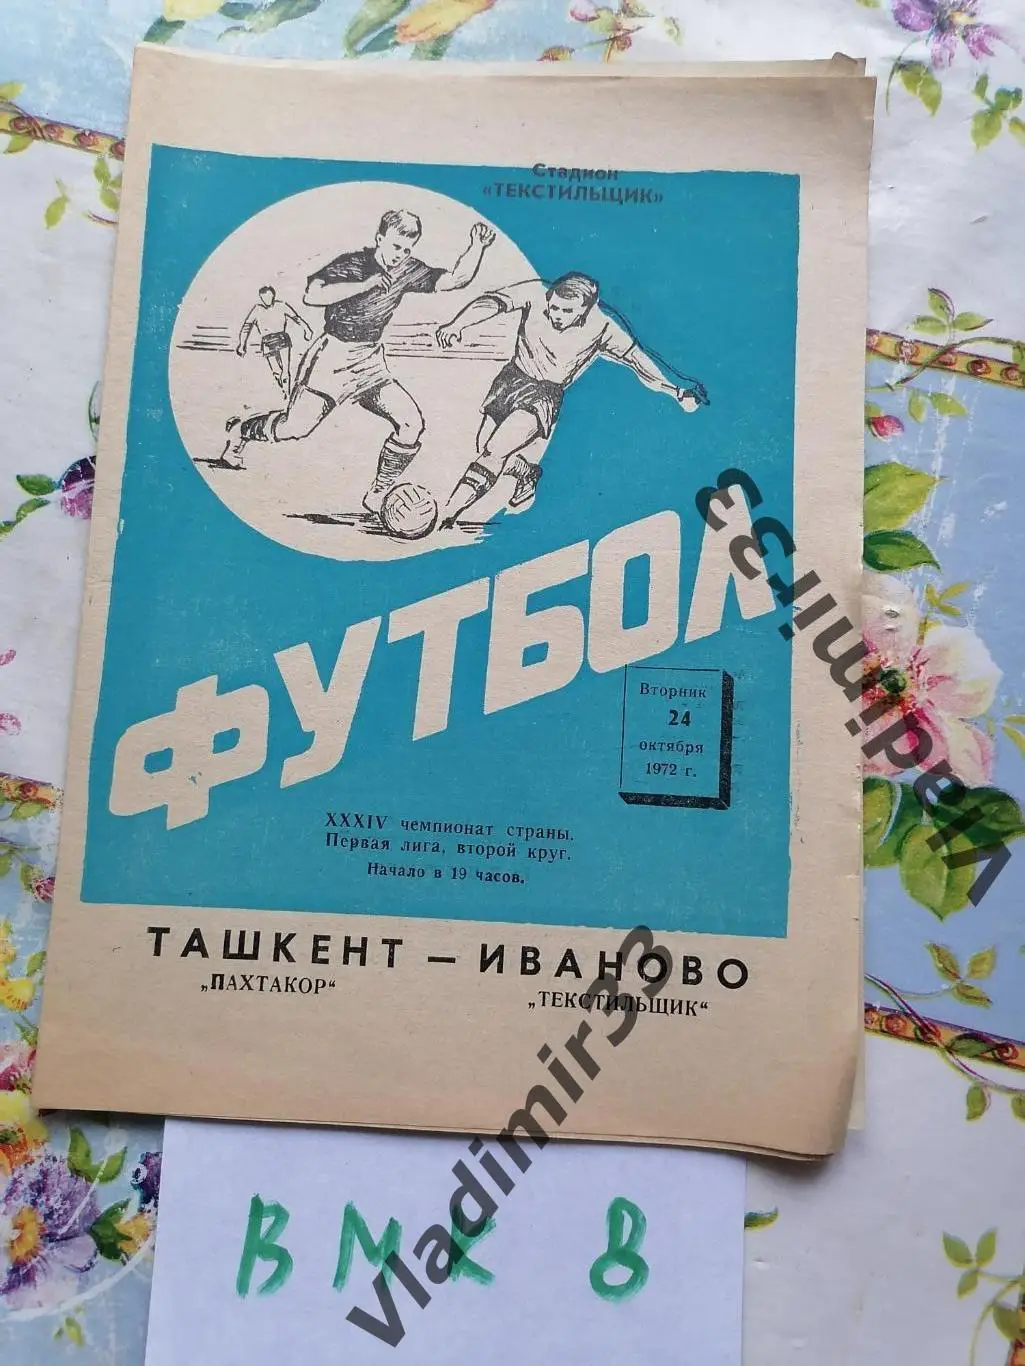 Стадион
«ТЕКСТИЛЬЩИК»
ФУТБОЛ
Вторник
24
октября
1972 г.
XXXIV чемпионат страны.
Первая лига, второй круг.
Начало в 19 часов.
ТАШКЕНТ — ИВАНОВО
„ПАХТАКОР“ „ТЕКСТИЛЬЩИК“
ВМК 8
Vladimir33
Vladimir33